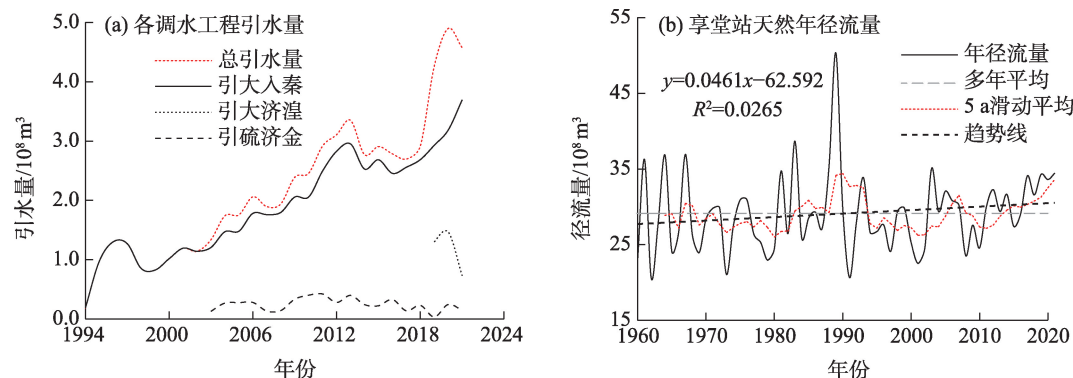 (a) 各调水工程引水量
总引水量
引大入秦
引大济湟
引硫济金
引水量/10⁸m³
5.0
4.0
3.0
2.0
1.0
0.0
1994
2000
2006
2012
2018
2024
年份
(b) 享堂站天然年径流量
y=0.0461x−62.592
R²=0.0265
年径流量
多年平均
5 a滑动平均
趋势线
径流量/10⁸m³
55
45
35
25
15
1960
1970
1980
1990
2000
2010
2020
年份